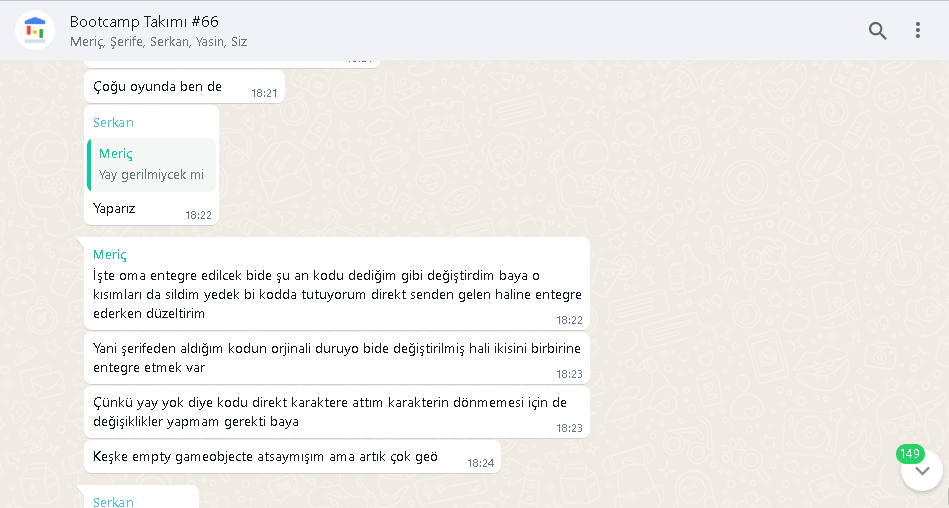 Bootcamp Takımı #66
Meriç, Şerife, Serkan, Yasin, Siz
Çoğu oyunda ben de
18:21
Serkan
Meriç
Yay gerilmiycek mi
Yaparız
18:22
Meriç
İşte oma entegre edilcek bide şu an kodu dediğim gibi değiştirdim baya o
kısımları da sildim yedek bi kodda tutuyorum direkt senden gelen haline entegre
ederken düzeltirim
18:22
Yani şerifeden aldığım kodun orjinali duruyo bide değiştirilmiş hali ikisini birbirine
entegre etmek var
18:23
Çünkü yay yok diye kodu direkt karaktere attım karakterin dönmemesi için de
değişiklikler yapmam gerekti baya
18:23
Keşke empty gameobjecte atsaymışım ama artık çok geö
18:24
149
Serkan